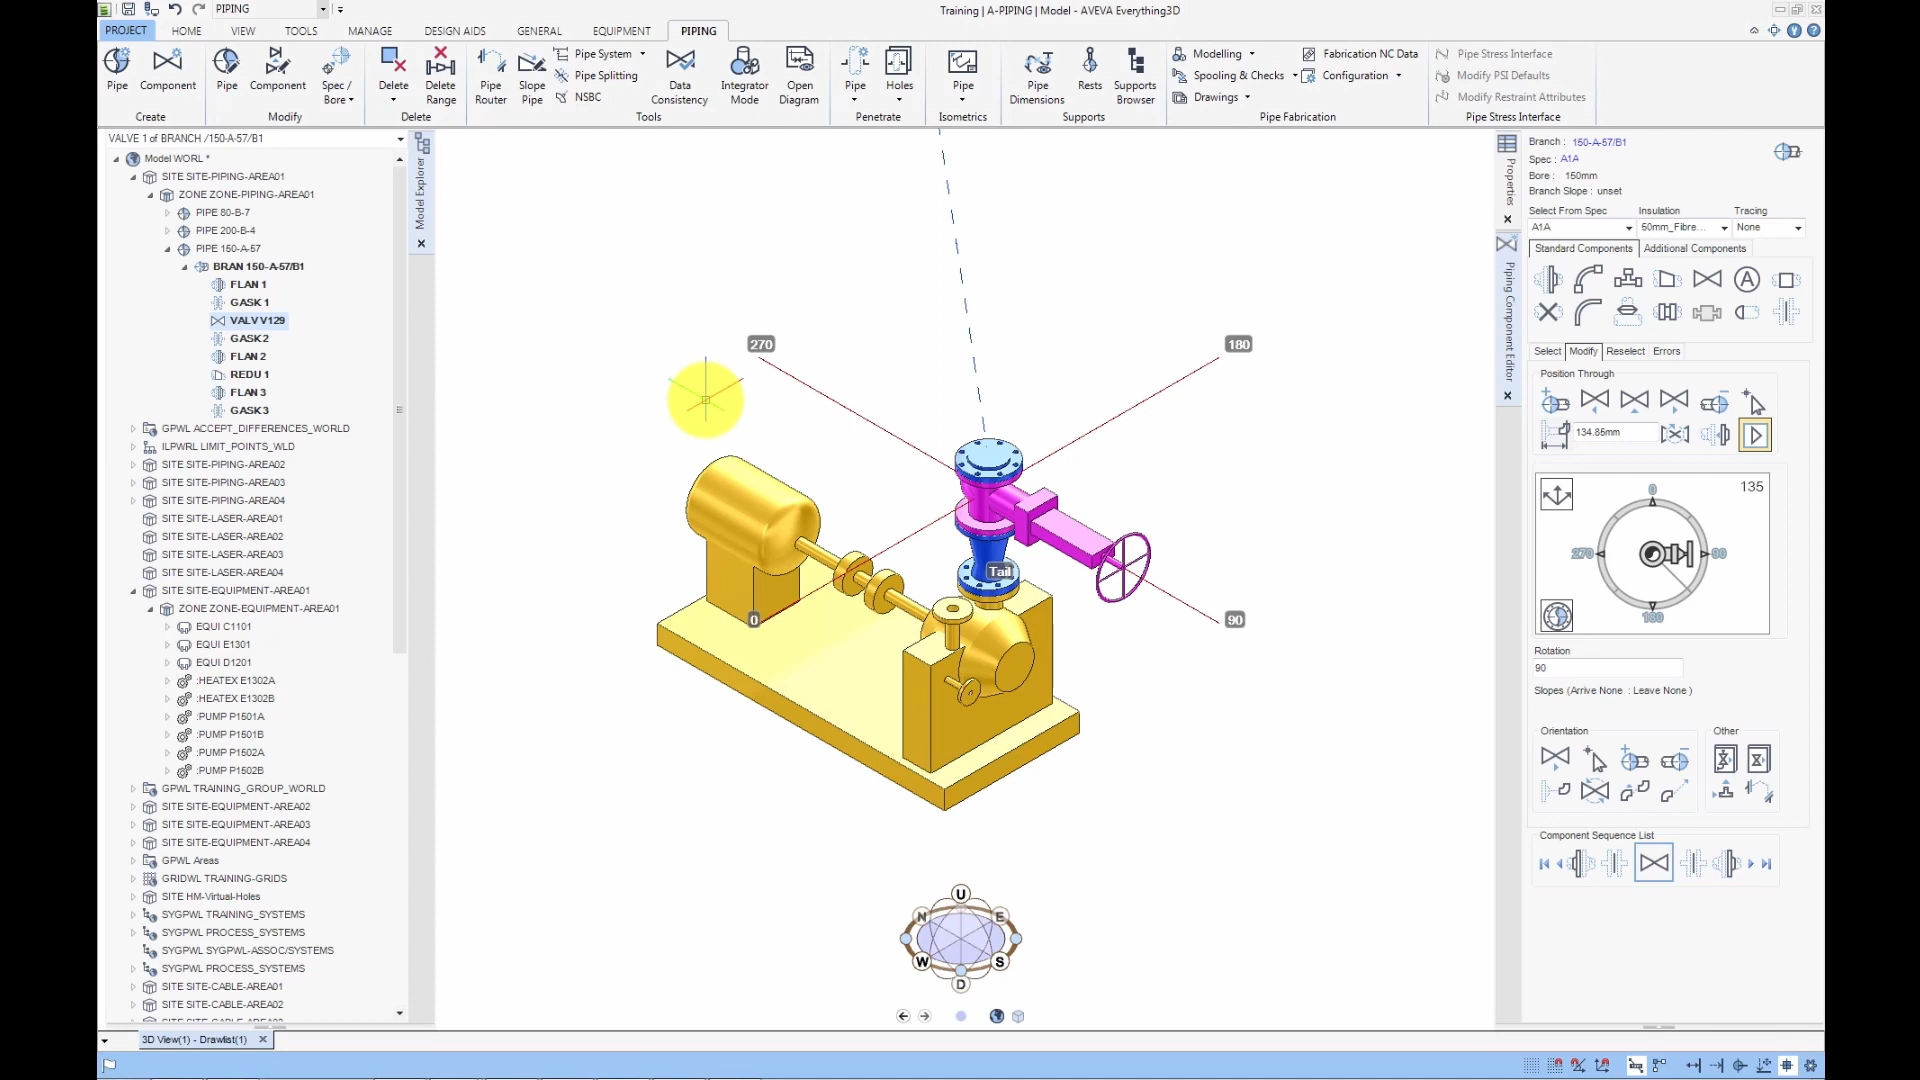 PIPING
Training | A-PIPING | Model - AVEVA Everything3D
PROJECT HOME VIEW TOOLS MANAGE DESIGN AIDS GENERAL EQUIPMENT PIPING
Pipe Component
Create
Pipe Component Spec / Bore
Modify
Delete Delete Range
Delete
Pipe Router Slope Pipe Pipe System Pipe Splitting NSBC Data Consistency Integrator Mode Open Diagram
Tools
Pipe Holes
Penetrate
Pipe
Isometrics
Pipe Dimensions Rests Supports Browser
Supports
Modelling Fabrication NC Data
Spooling & Checks Configuration
Drawings
Pipe Fabrication
Pipe Stress Interface
Modify PSI Defaults
Modify Restraint Attributes
Pipe Stress Interface
VALVE 1 of BRANCH /150-A-57/B1
Model WORL *
SITE SITE-PIPING-AREA01
ZONE ZONE-PIPING-AREA01
PIPE 80-B-7
PIPE 200-B-4
PIPE 150-A-57
BRAN 150-A-57/B1
FLAN 1
GASK 1
VALV V129
GASK 2
FLAN 2
REDU 1
FLAN 3
GASK 3
GPWL ACCEPT_DIFFERENCES_WORLD
ILPWRL LIMIT_POINTS_WLD
SITE SITE-PIPING-AREA02
SITE SITE-PIPING-AREA03
SITE SITE-PIPING-AREA04
SITE SITE-LASER-AREA01
SITE SITE-LASER-AREA02
SITE SITE-LASER-AREA03
SITE SITE-LASER-AREA04
SITE SITE-EQUIPMENT-AREA01
ZONE ZONE-EQUIPMENT-AREA01
EQUI C1101
EQUI E1301
EQUI D1201
:HEATEX E1302A
:HEATEX E1302B
:PUMP P1501A
:PUMP P1501B
:PUMP P1502A
:PUMP P1502B
GPWL TRAINING_GROUP_WORLD
SITE SITE-EQUIPMENT-AREA02
SITE SITE-EQUIPMENT-AREA03
SITE SITE-EQUIPMENT-AREA04
GPWL Areas
GRIDWL TRAINING-GRIDS
SITE HM-Virtual-Holes
SYGPWL TRAINING_SYSTEMS
SYGPWL PROCESS_SYSTEMS
SYGPWL SYGPWL-ASSOC/SYSTEMS
SYGPWL PROCESS_SYSTEMS
SITE SITE-CABLE-AREA01
SITE SITE-CABLE-AREA02
Model Explorer
270
180
Tail
0
90
U
N
E
W
S
D
3D View(1) - Drawlist(1)
Properties
Piping Component Editor
Branch : 150-A-57/B1
Spec : A1A
Bore : 150mm
Branch Slope : unset
Select From Spec Insulation Tracing
A1A 50mm_Fibre... None
Standard Components Additional Components
A
Select Modify Reselect Errors
Position Through
134.85mm
135
0
270
90
180
Rotation
90
Slopes (Arrive None : Leave None )
Orientation Other
Component Sequence List